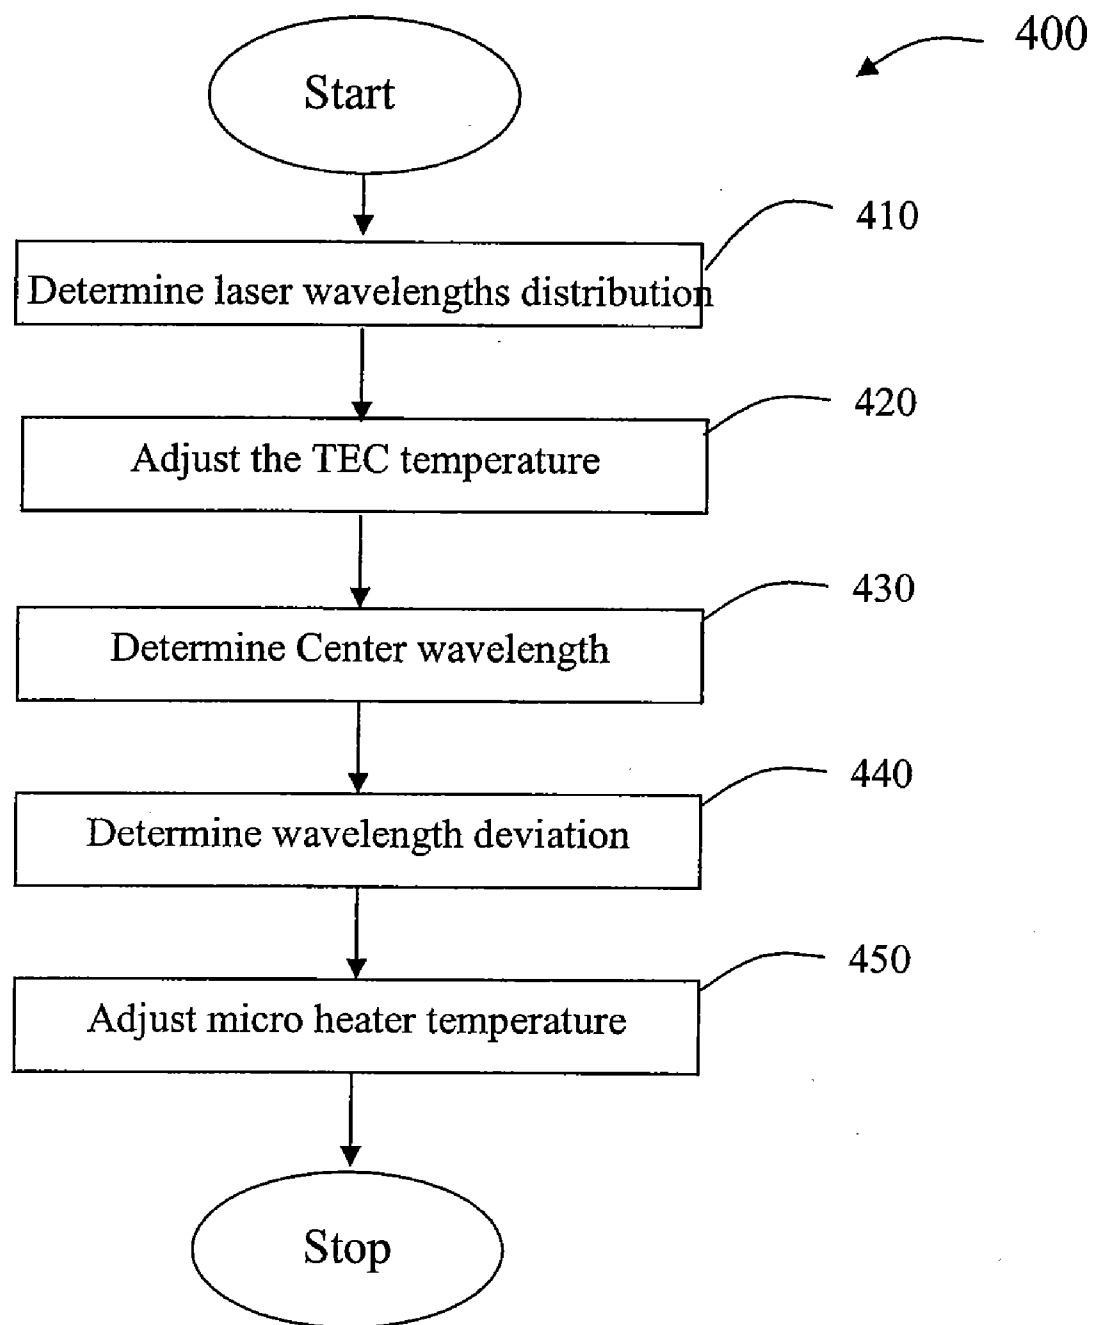 400
Start
410
Determine laser wavelengths distribution
420
Adjust the TEC temperature
430
Determine Center wavelength
440
Determine wavelength deviation
450
Adjust micro heater temperature
Stop